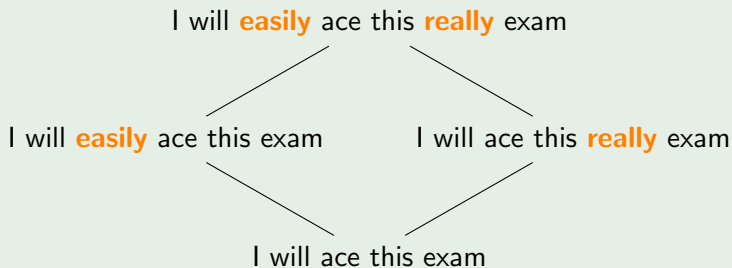 I will easily ace this really exam
I will easily ace this exam
I will ace this really exam
I will ace this exam